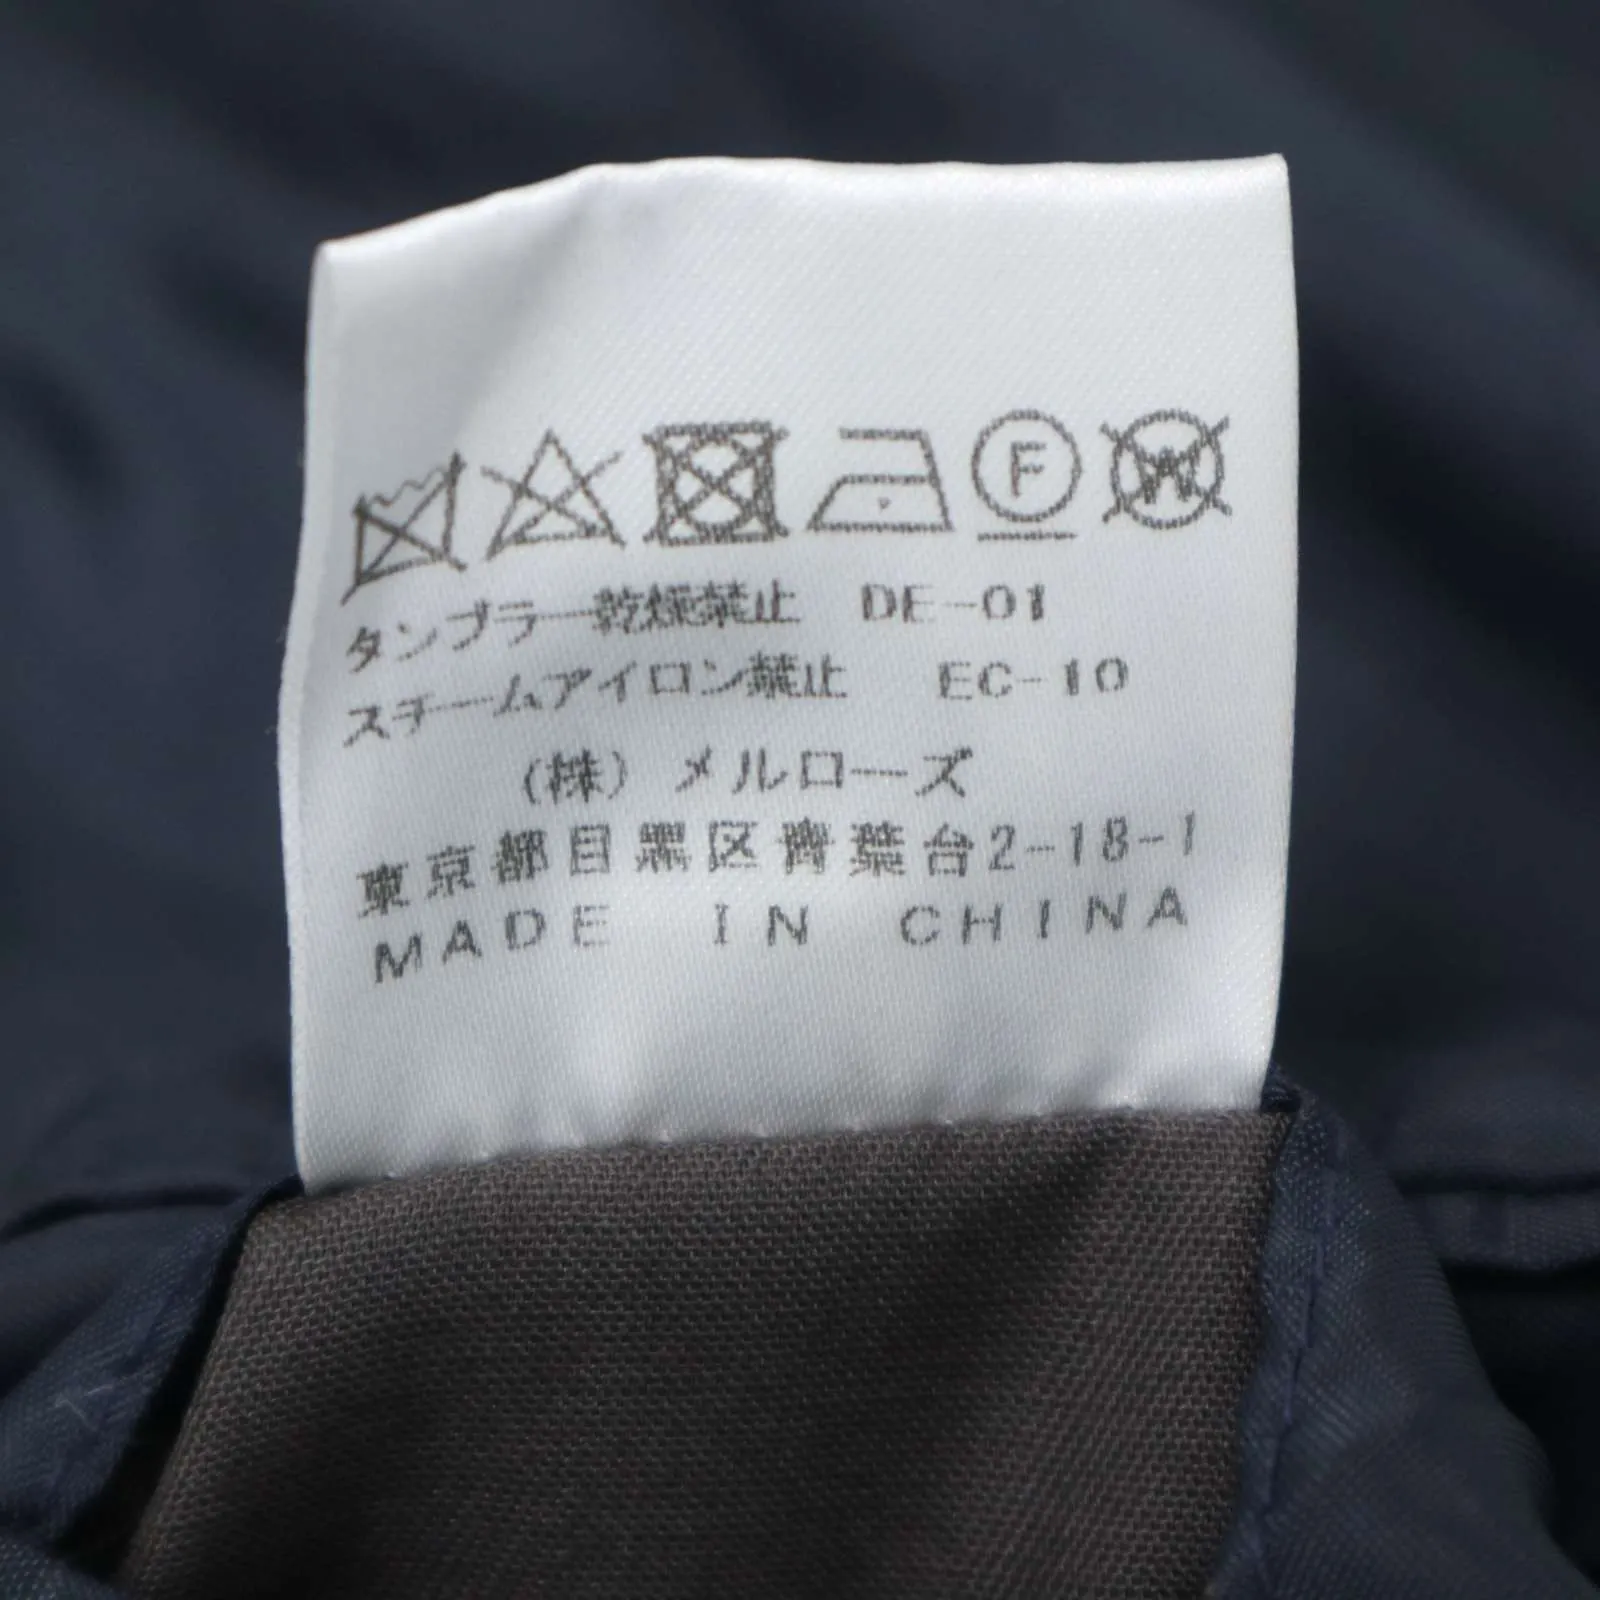 F W
タンブラー乾燥禁止 DE-01
スチームアイロン禁止 EC-10
(株)メルローズ
東京都目黒区青葉台2-18-1
MADE IN CHINA